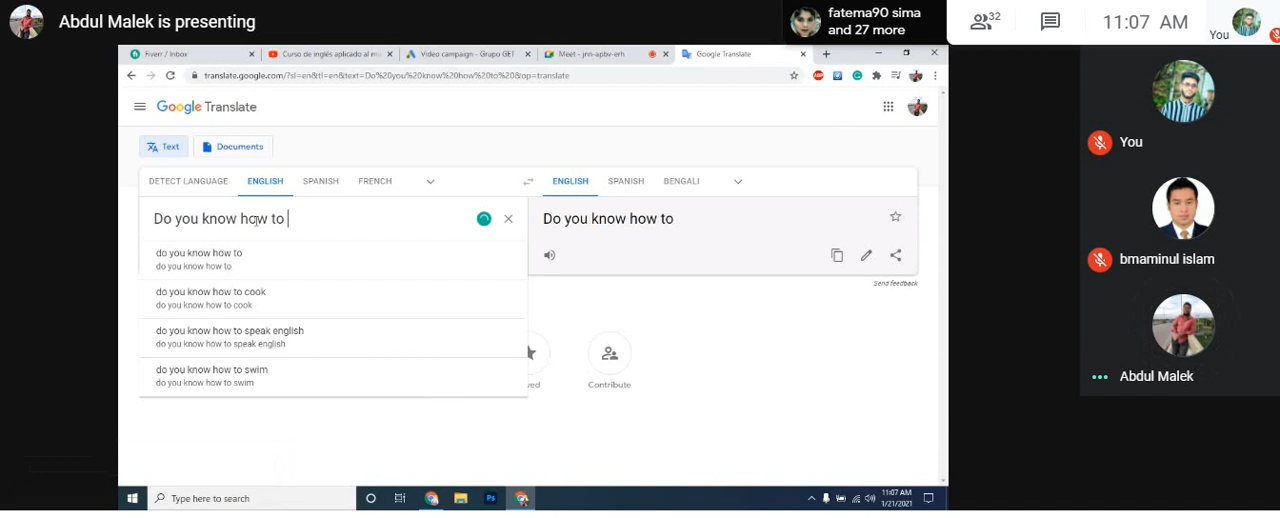 Abdul Malek is presenting
fatema90 sima
and 27 more
32
11:07 AM
You
Fiverr / Inbox
Curso de inglés aplicado al m
Video campaign - Grupo GET
Meet - jnn-apbv-erh
Google Translate
translate.google.com/?sl=en&tl=en&text=Do%20you%20know%20how%20to%20&op=translate
Google Translate
Text
Documents
DETECT LANGUAGE
ENGLISH
SPANISH
FRENCH
ENGLISH
SPANISH
BENGALI
Do you know how to
Do you know how to
do you know how to
do you know how to
do you know how to cook
do you know how to cook
do you know how to speak english
do you know how to speak english
do you know how to swim
do you know how to swim
Send feedback
ved
Contribute
You
bmaminul islam
Abdul Malek
Type here to search
Ps
11:07 AM
1/21/2021